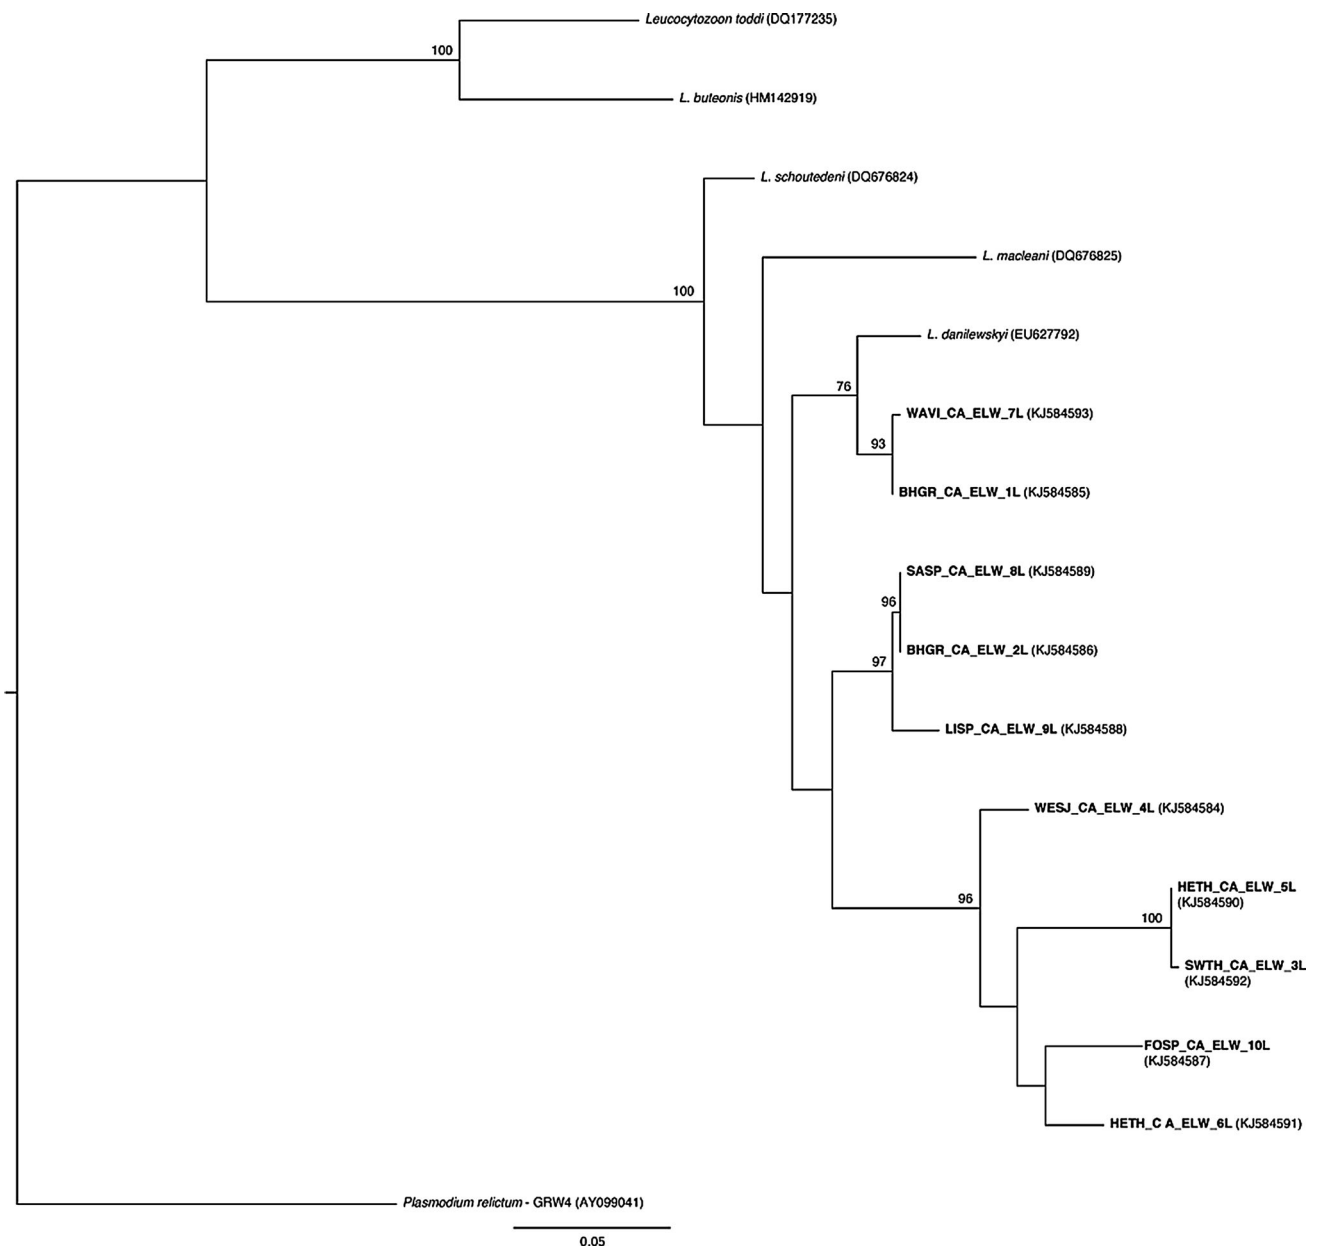 Leucocytozoon toddi (DQ177235)
100
L. buteonis (HM142919)
L. schoutedeni (DQ676824)
L. macleani (DQ676825)
100
L. danilewskyi (EU627792)
76
WAVI_CA_ELW_7L (KJ584593)
93
BHGR_CA_ELW_1L (KJ584585)
SASP_CA_ELW_8L (KJ584589)
96
BHGR_CA_ELW_2L (KJ584586)
97
LISP_CA_ELW_9L (KJ584588)
WESJ_CA_ELW_4L (KJ584584)
HETH_CA_ELW_5L
(KJ584590)
96
100
SWTH_CA_ELW_3L
(KJ584592)
FOSP_CA_ELW_10L
(KJ584587)
HETH_C A_ELW_6L (KJ584591)
Plasmodium relictum - GRW4 (AY099041)
0.05